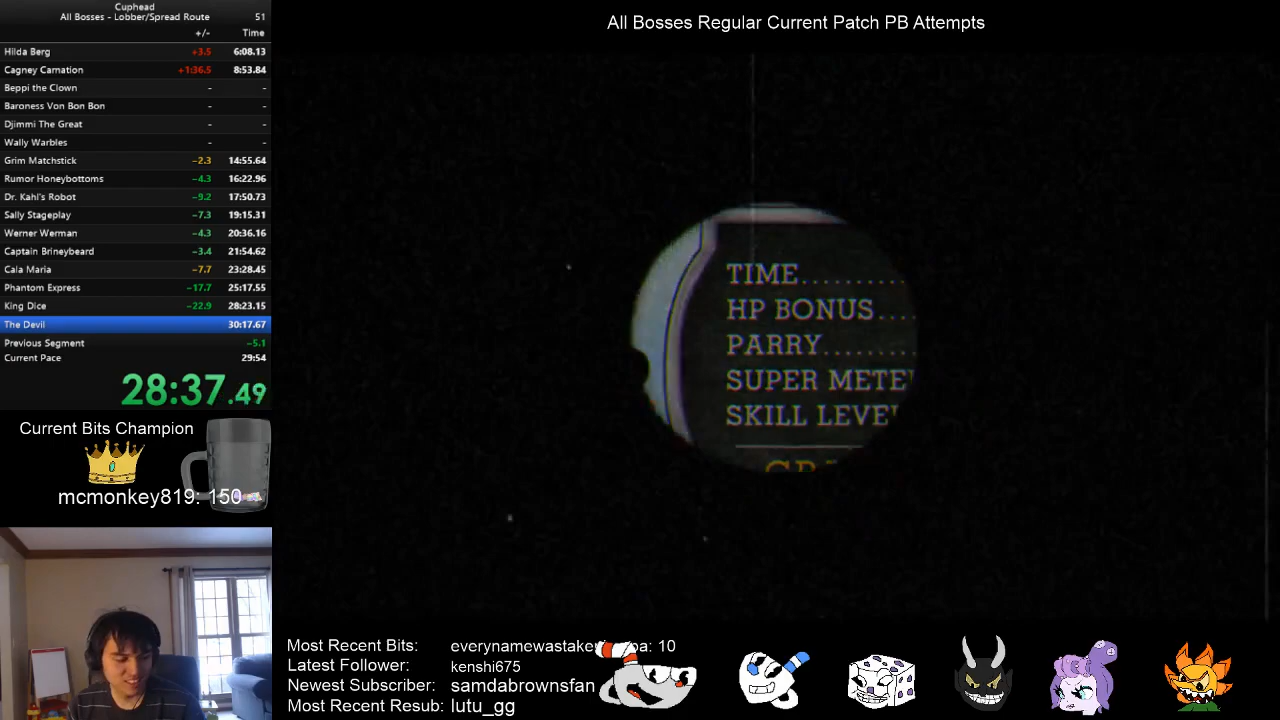 Cuphead
All Bosses - Lobber/Spread Route 51
+/- Time
Hilda Berg +3.5 6:08.13
Cagney Carnation +1:36.5 8:53.84
Beppi the Clown - -
Baroness Von Bon Bon - -
Djimmi The Great - -
Wally Warbles - -
Grim Matchstick −2.3 14:55.64
Rumor Honeybottoms −4.3 16:22.96
Dr. Kahl's Robot −9.2 17:50.73
Sally Stageplay −7.3 19:15.31
Werner Werman −4.3 20:36.16
Captain Brineybeard −3.4 21:54.62
Cala Maria −7.7 23:28.45
Phantom Express −17.7 25:17.55
King Dice −22.9 28:23.15
The Devil 30:17.67
Previous Segment −5.1
Current Pace 29:54
28:37.49
Current Bits Champion
mcmonkey819: 150
All Bosses Regular Current Patch PB Attempts
TIME..........
HP BONUS....
PARRY..........
SUPER METE
SKILL LEVE
Most Recent Bits: 10
Latest Follower: kenshi675
Newest Subscriber: samdabrownsfan
Most Recent Resub: lutu_gg